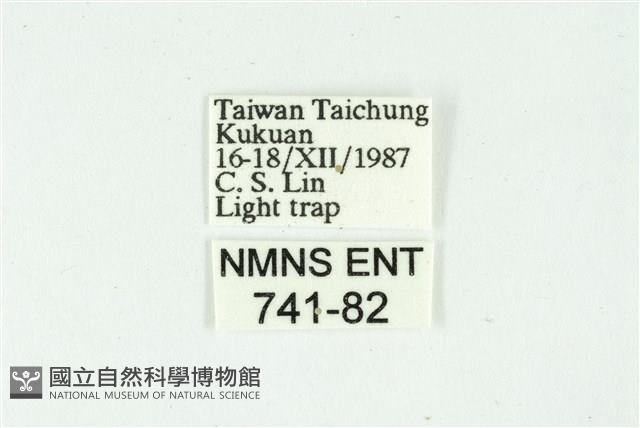 Taiwan Taichung
Kukuan
16-18/XII/1987
C. S. Lin
Light trap
NMNS ENT
741-82
國立自然科學博物館
NATIONAL MUSEUM OF NATURAL SCIENCE